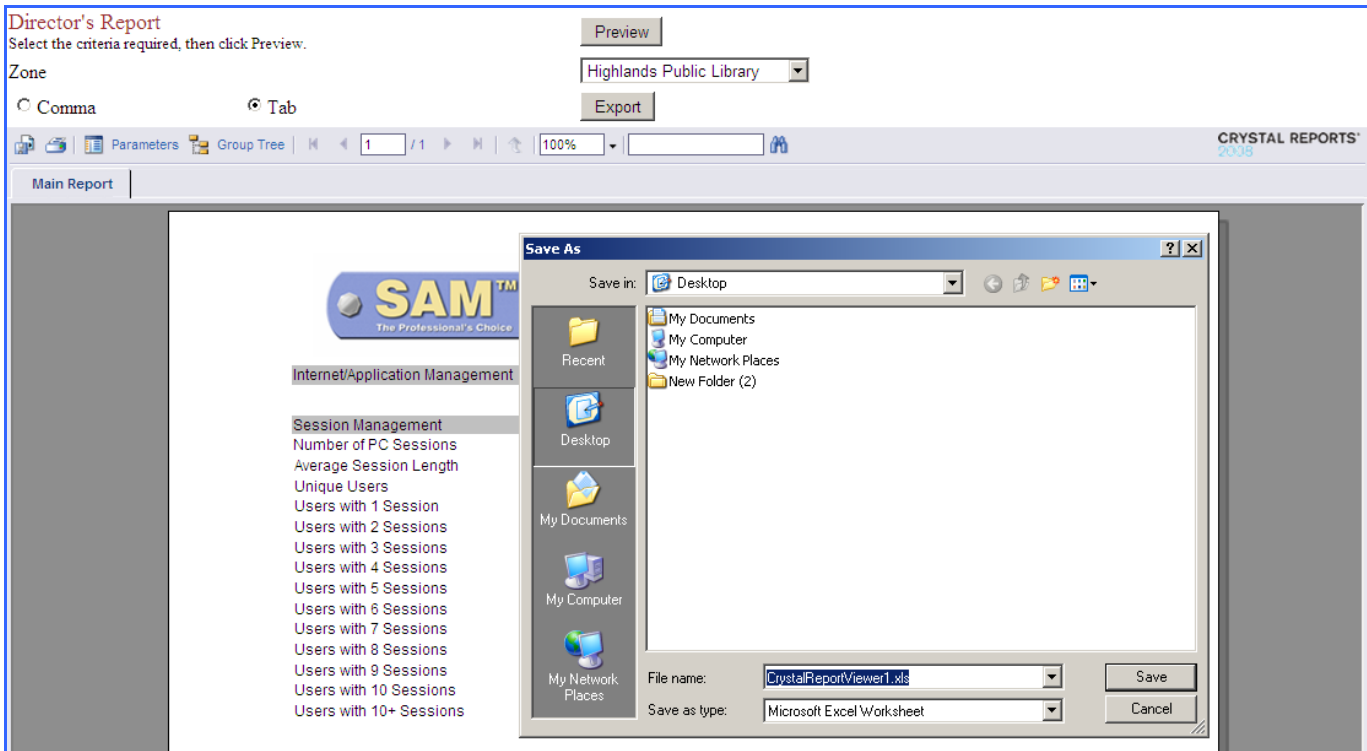 Director's Report
Select the criteria required, then click Preview.
Preview
Zone
Highlands Public Library
Comma
Tab
Export
Parameters
Group Tree
1
/ 1
100%
CRYSTAL REPORTS®
2008
Main Report
SAM™
The Professional's Choice
Internet/Application Management
Session Management
Number of PC Sessions
Average Session Length
Unique Users
Users with 1 Session
Users with 2 Sessions
Users with 3 Sessions
Users with 4 Sessions
Users with 5 Sessions
Users with 6 Sessions
Users with 7 Sessions
Users with 8 Sessions
Users with 9 Sessions
Users with 10 Sessions
Users with 10+ Sessions
Save As
Save in:
Desktop
Recent
Desktop
My Documents
My Computer
My Network
Places
My Documents
My Computer
My Network Places
New Folder (2)
File name:
CrystalReportViewer1.xls
Save
Save as type:
Microsoft Excel Worksheet
Cancel